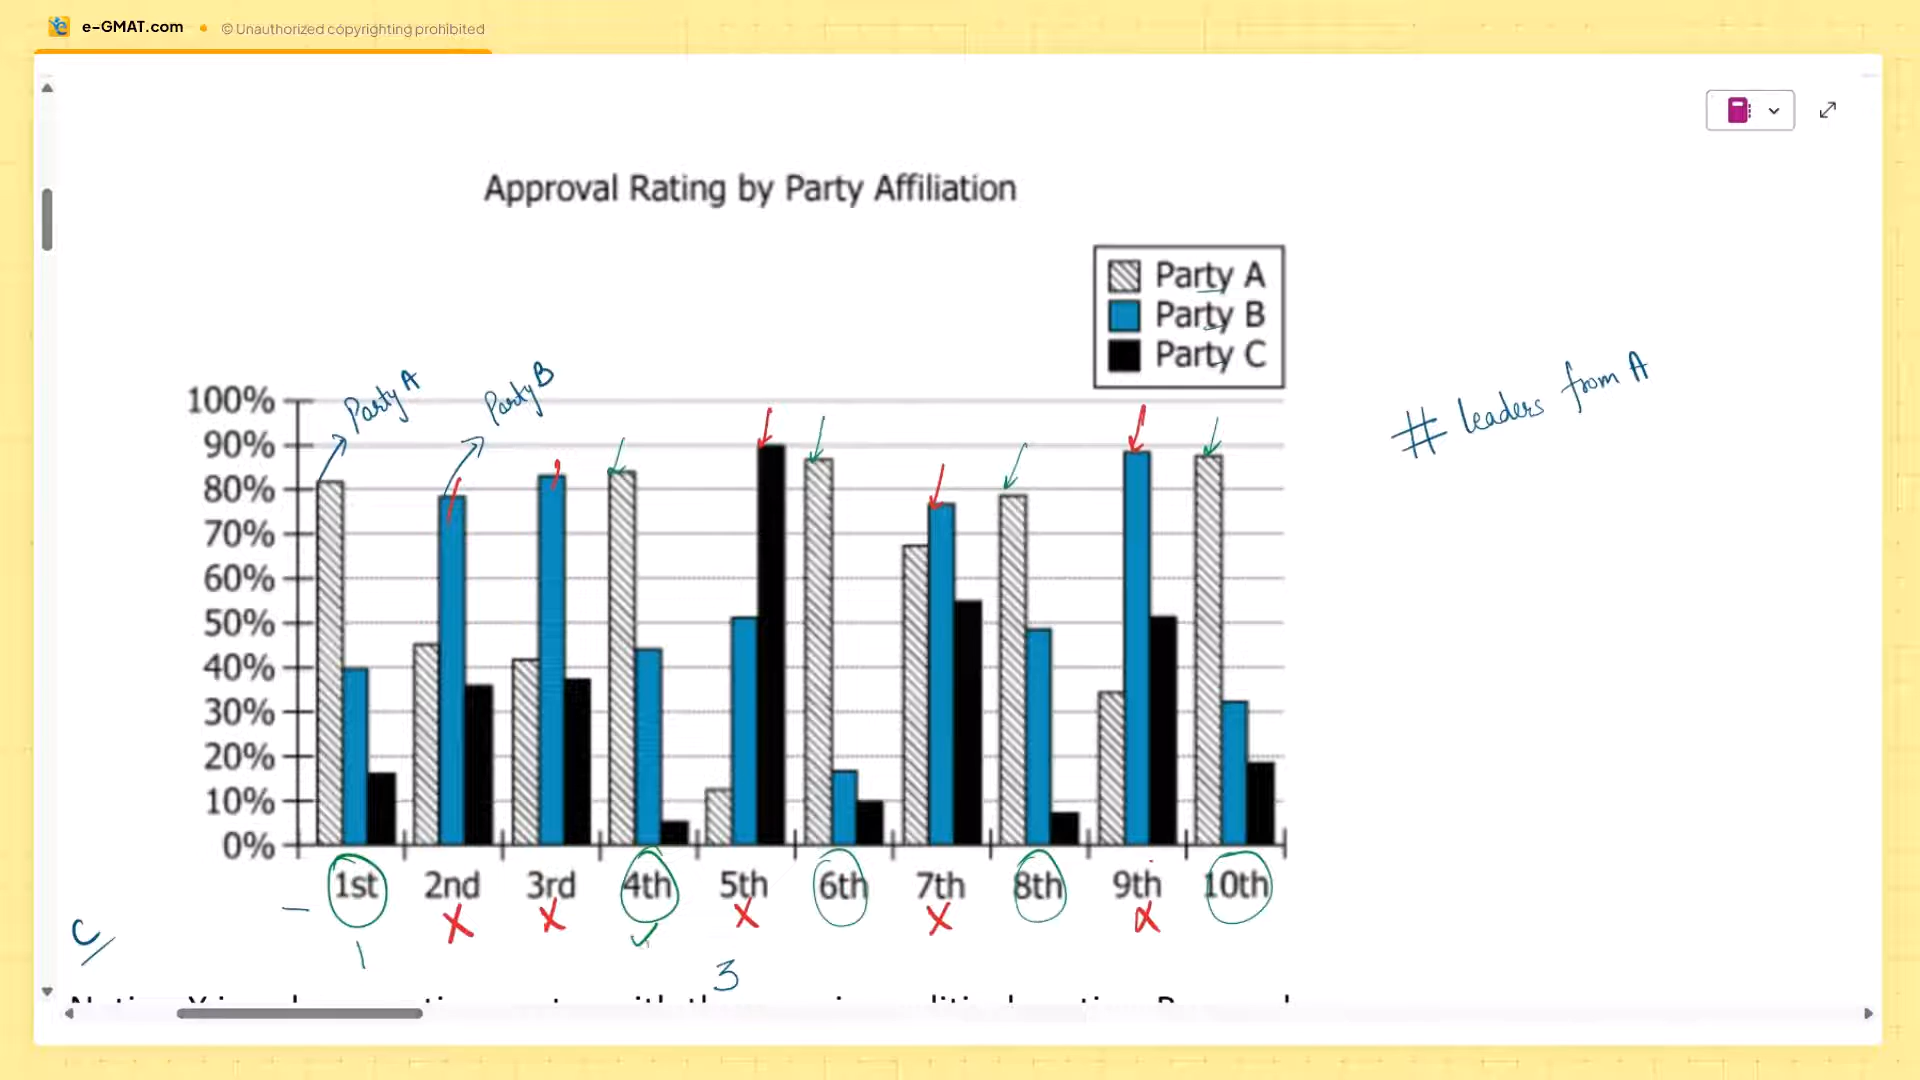 e-GMAT.com • © Unauthorized copyrighting prohibited
Approval Rating by Party Affiliation
Party A
Party B
Party C
Party A
Party B
# leaders from A
100%
90%
80%
70%
60%
50%
40%
30%
20%
10%
0%
1st 2nd 3rd 4th 5th 6th 7th 8th 9th 10th
C
1
3